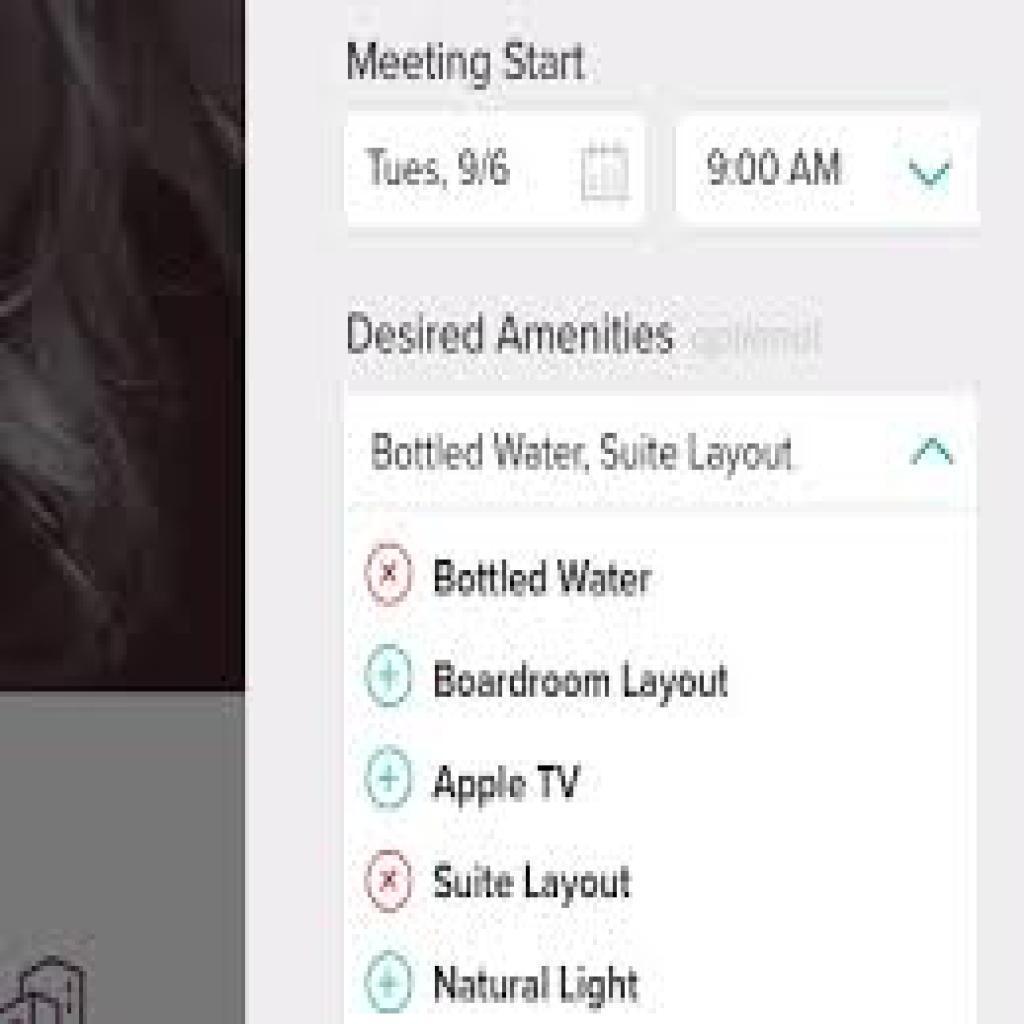 Meeting Start
Tues, 9/6
9:00 AM
Desired Amenities optional
Bottled Water, Suite Layout
Bottled Water
Boardroom Layout
Apple TV
Suite Layout
Natural Light